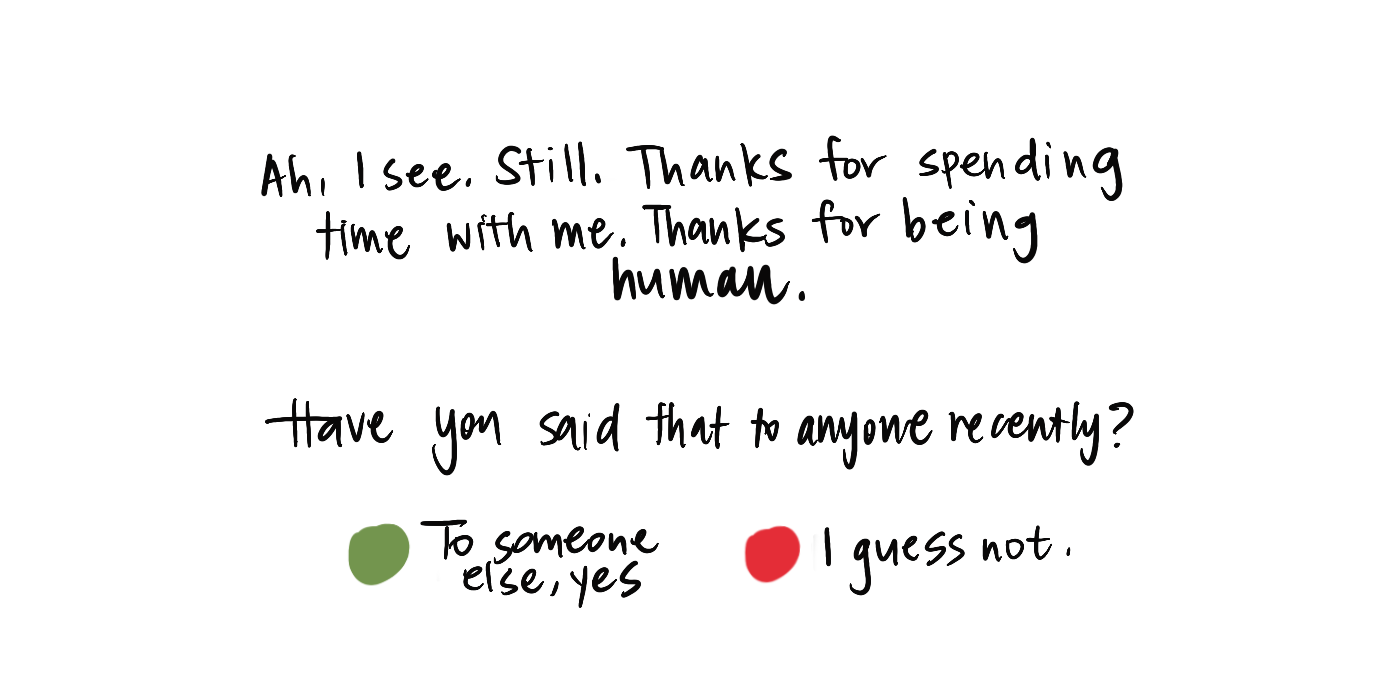 Ah, I see. Still. Thanks for spending
time with me. Thanks for being
human.
Have you said that to anyone recently?
To someone
else, yes
I guess not.